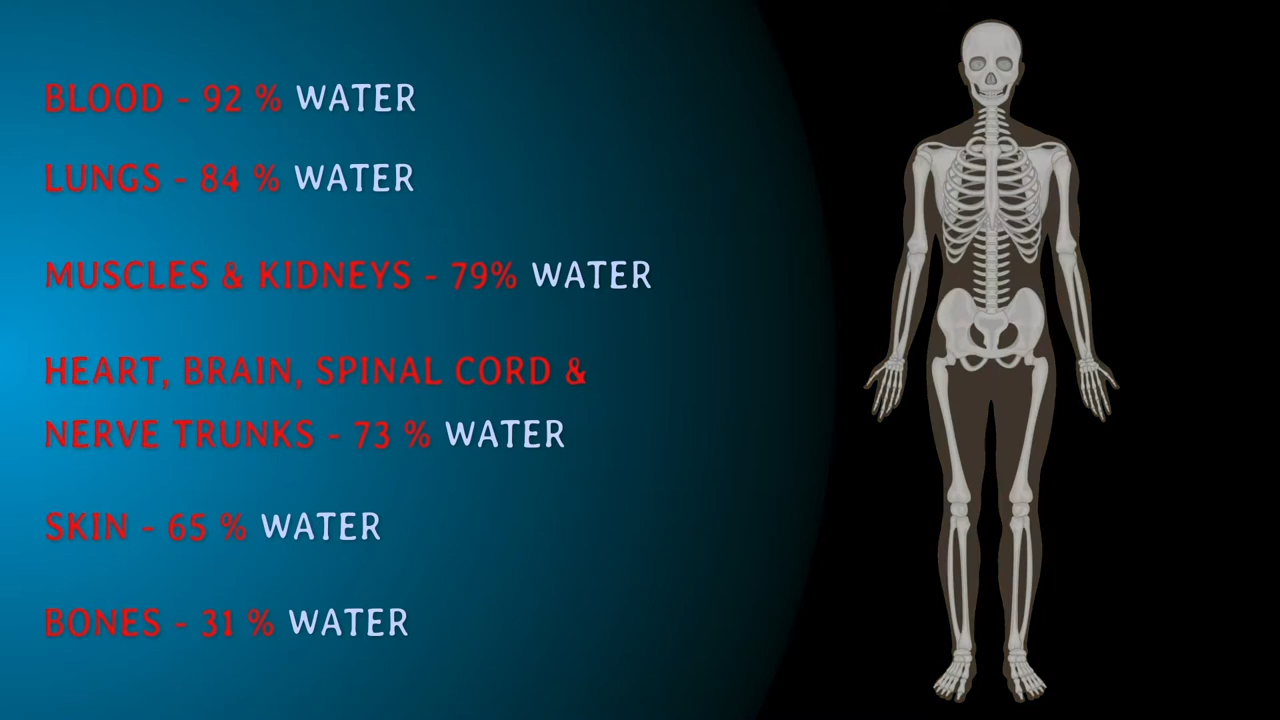 BLOOD - 92 % WATER
LUNGS - 84 % WATER
MUSCLES & KIDNEYS - 79% WATER
HEART, BRAIN, SPINAL CORD &
NERVE TRUNKS - 73 % WATER
SKIN - 65 % WATER
BONES - 31 % WATER